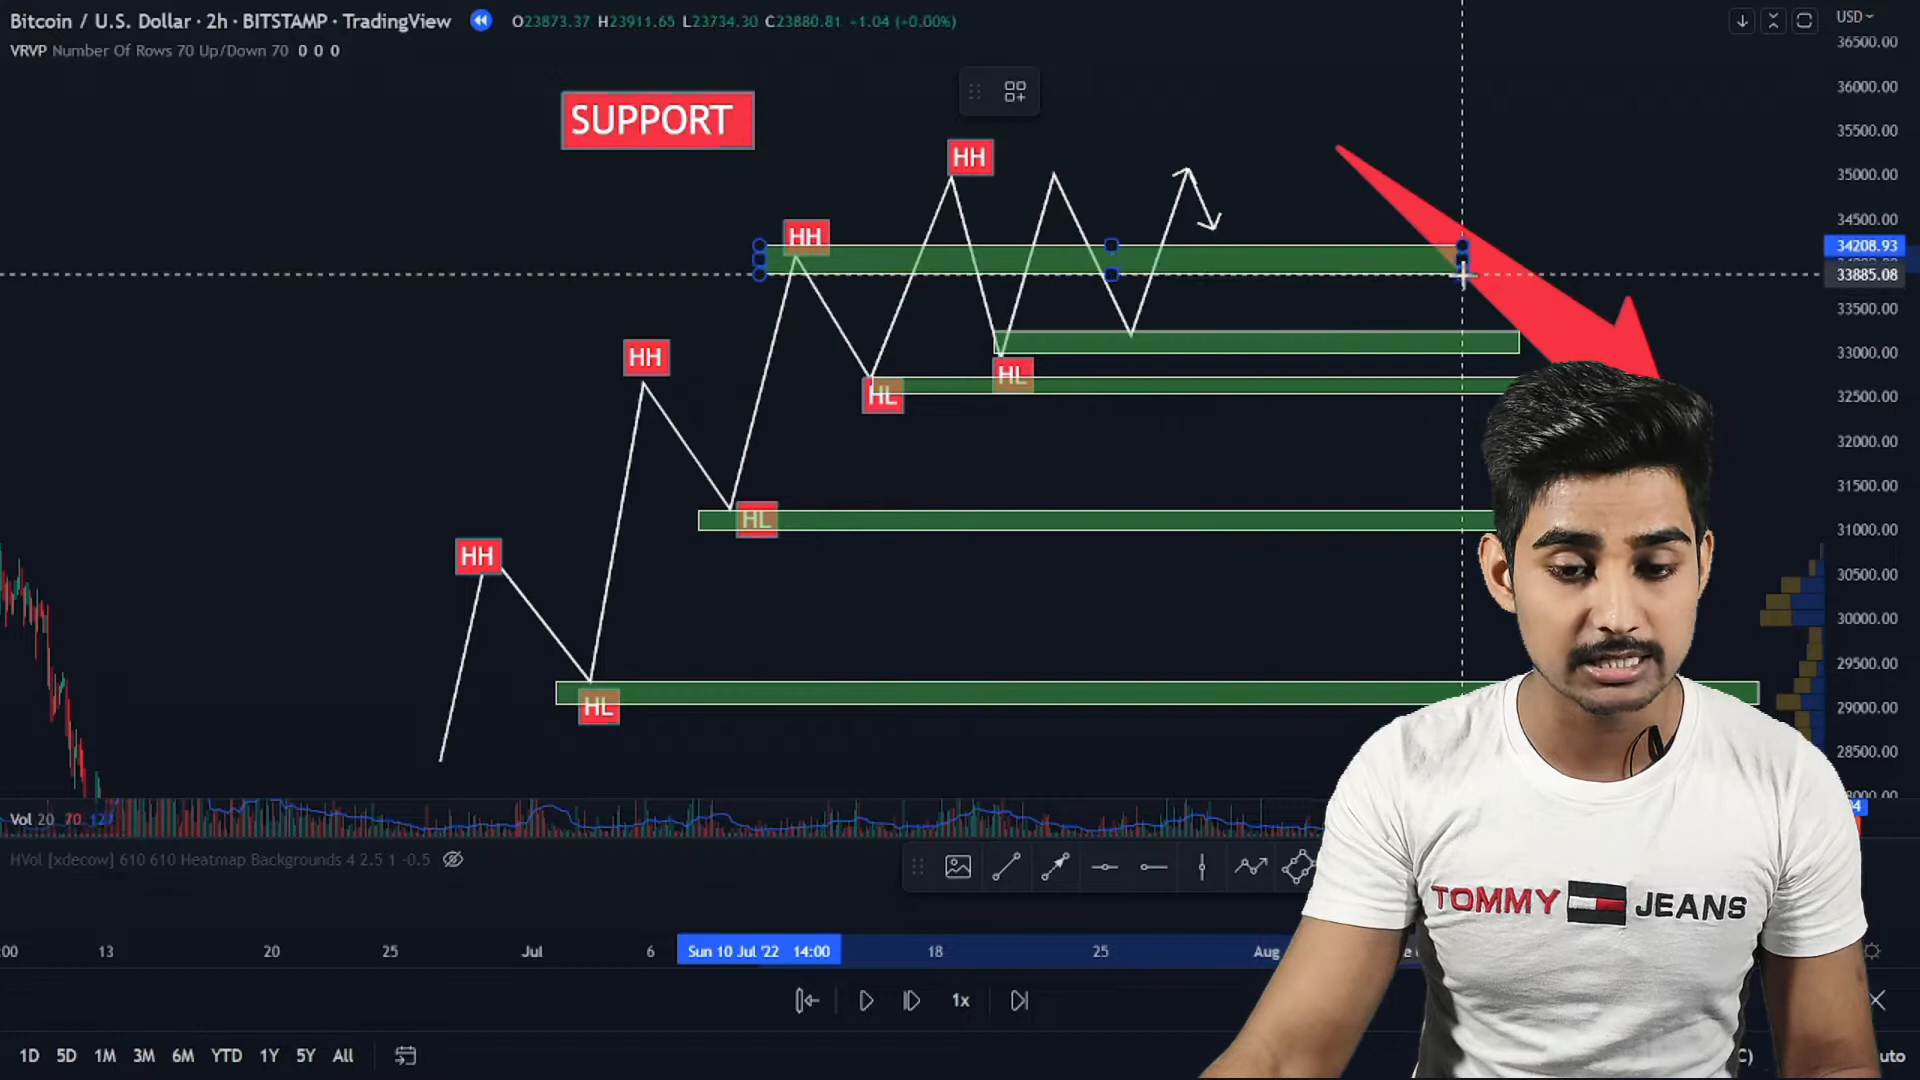 Bitcoin / U.S. Dollar · 2h · BITSTAMP · TradingView
O23873.37 H23911.65 L23734.30 C23880.81 +1.04 (+0.00%)
USD
VRVP Number Of Rows 70 Up/Down 70 0 0 0
36500.00
36000.00
35500.00
35000.00
34500.00
34208.93
33885.08
33500.00
33000.00
32500.00
32000.00
31500.00
31000.00
30500.00
30000.00
29500.00
29000.00
28500.00
SUPPORT
HH
HH
HH
HL
HL
HL
HH
HL
TOMMY JEANS
Vol 20 70
HVol [xdecow] 610 610 Heatmap Backgrounds 4 2.5 1 -0.5
:00 13 20 25 Jul 6 Sun 10 Jul '22 14:00 18 25 Aug
1x
1D 5D 1M 3M 6M YTD 1Y 5Y All